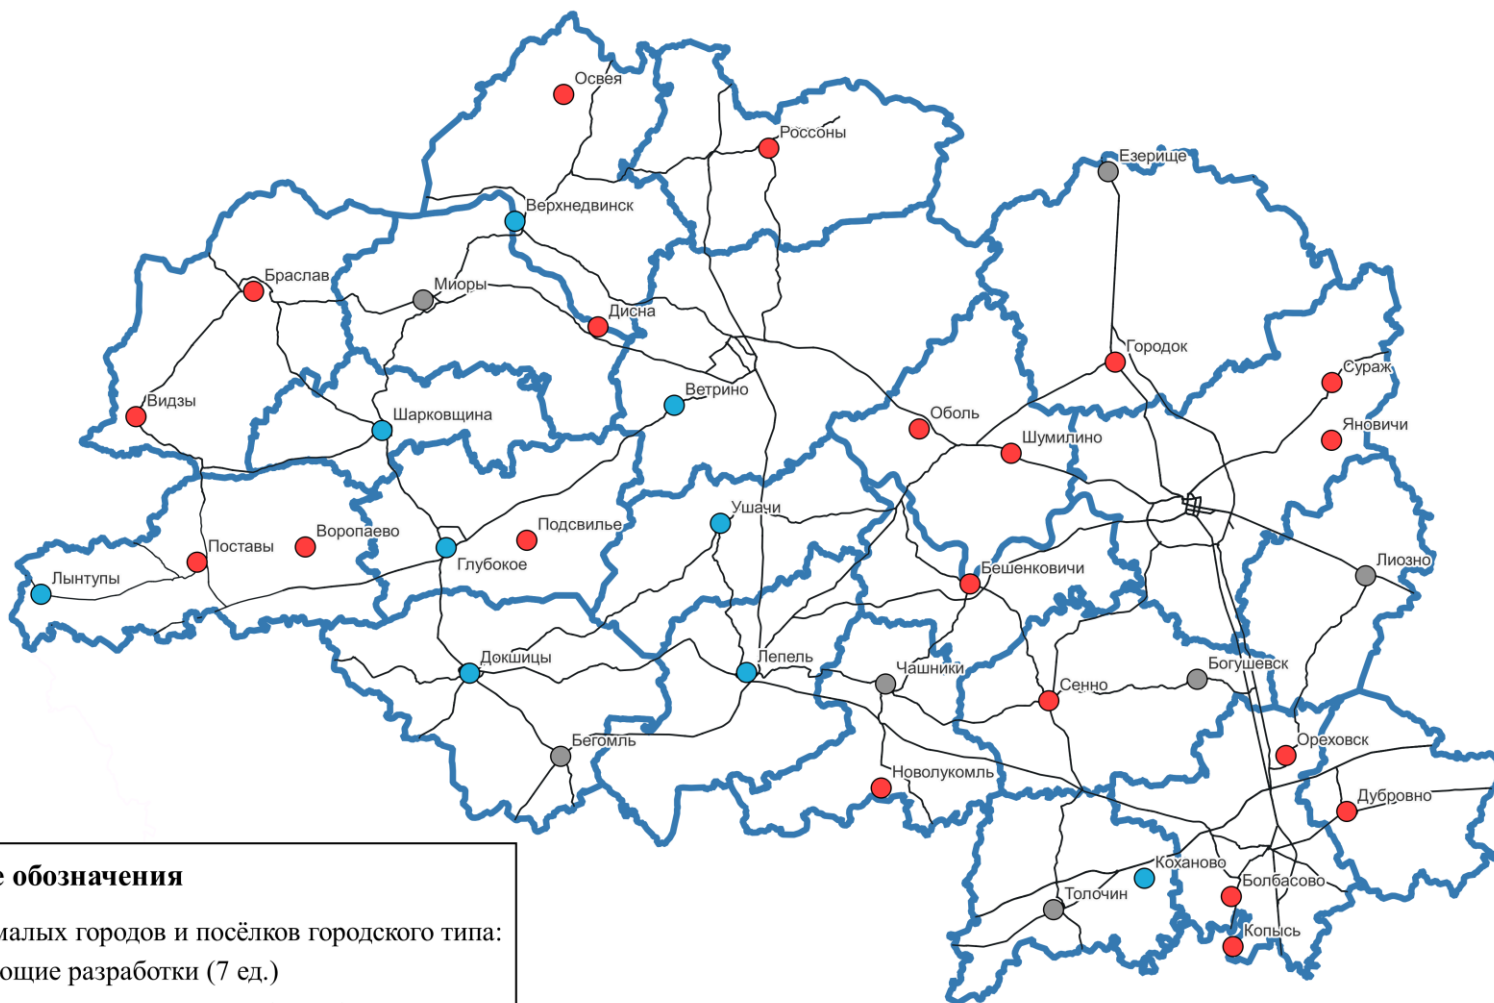 Освея
Россоны
Езерище
Верхнедвинск
Браслав
Миоры
Дисна
Городок
Сураж
Видзы
Ветрино
Шарковщина
Оболь
Шумилино
Яновичи
Ушачи
Воропаево
Подсвилье
Поставы
Глубокое
Лынтупы
Бешенковичи
Лиозно
Докшицы
Лепель
Чашники
Богушевск
Сенно
Бегомль
Ореховск
Новолукомль
Дубровно
Коханово
Толочин
Болбасово
Копысь
е обозначения
малых городов и посёлков городского типа:
ющие разработки (7 ед.)